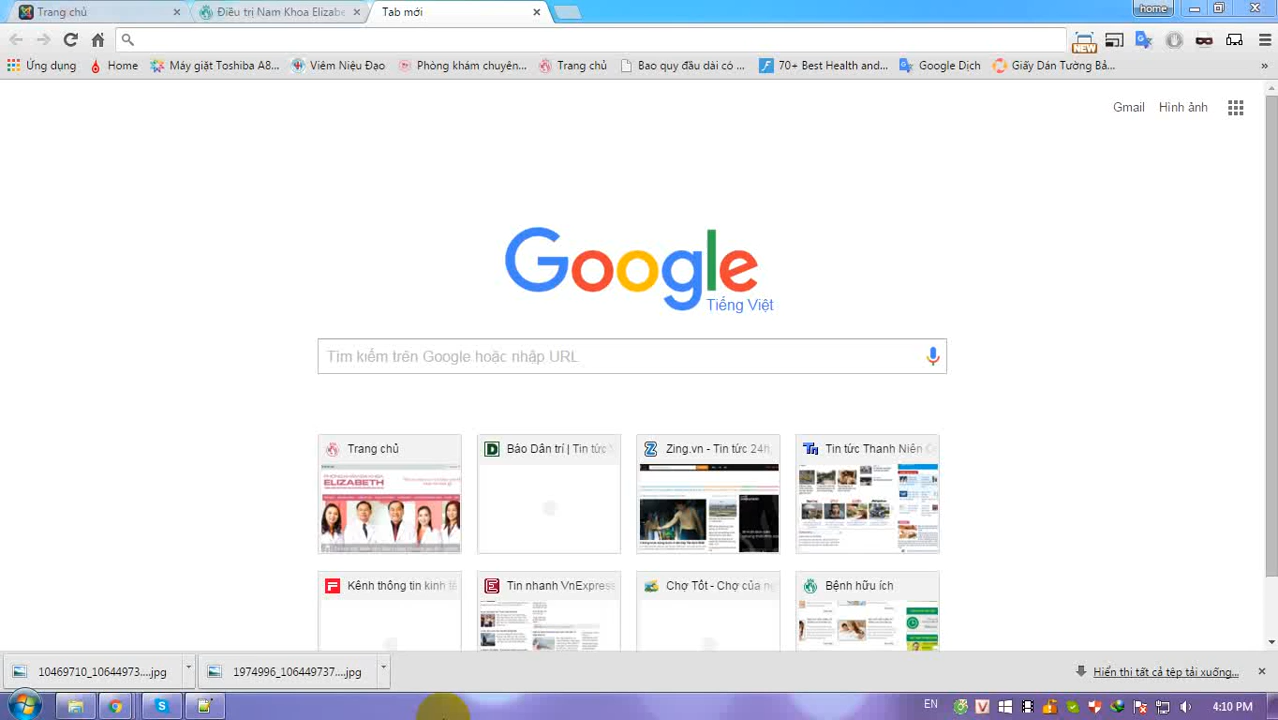 Trang chủ
Điều trị Nam Khoa Elizabe
Tab mới
home
NEW
Ứng dụng
Home
Máy giặt Toshiba A8...
Viêm Niệu Đạo
Phòng khám chuyên...
Trang chủ
Bao quy đầu dài có ...
70+ Best Health and...
Google Dịch
Giấy Dán Tường Bả...
»
Gmail
Hình ảnh
Google
Tiếng Việt
Tìm kiếm trên Google hoặc nhập URL
Trang chủ
Báo Dân trí | Tin tức
Zing.vn - Tin tức 24h,
Tin tức Thanh Niên
ELIZABETH
Kênh thông tin kinh tế
Tin nhanh VnExpress
Chợ Tốt - Chợ của
Bệnh hữu ích
10469710_10644973....jpg
1974996_106449737....jpg
Hiển thị tất cả tệp tải xuống...
EN
4:10 PM